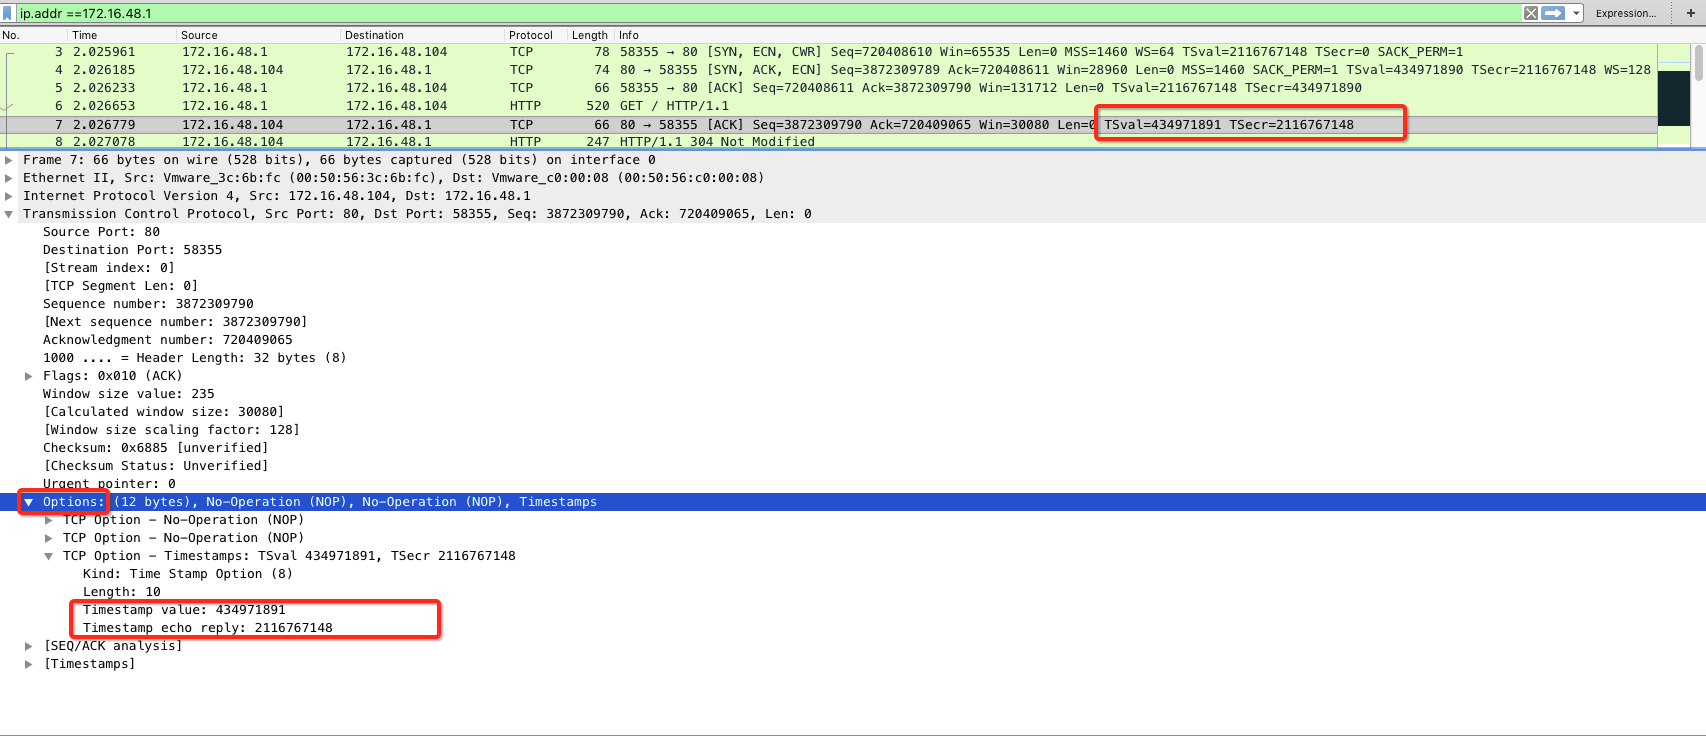 ip.addr ==172.16.48.1 Expression... +
No. Time Source Destination Protocol Length Info
3 2.025961 172.16.48.1 172.16.48.104 TCP 78 58355 → 80 [SYN, ECN, CWR] Seq=720408610 Win=65535 Len=0 MSS=1460 WS=64 TSval=2116767148 TSecr=0 SACK_PERM=1
4 2.026185 172.16.48.104 172.16.48.1 TCP 74 80 → 58355 [SYN, ACK, ECN] Seq=3872309789 Ack=720408611 Win=28960 Len=0 MSS=1460 SACK_PERM=1 TSval=434971890 TSecr=2116767148 WS=128
5 2.026233 172.16.48.1 172.16.48.104 TCP 66 58355 → 80 [ACK] Seq=720408611 Ack=3872309790 Win=131712 Len=0 TSval=2116767148 TSecr=434971890
6 2.026653 172.16.48.1 172.16.48.104 HTTP 520 GET / HTTP/1.1
7 2.026779 172.16.48.104 172.16.48.1 TCP 66 80 → 58355 [ACK] Seq=3872309790 Ack=720409065 Win=30080 Len=0 TSval=434971891 TSecr=2116767148
8 2.027078 172.16.48.104 172.16.48.1 HTTP 247 HTTP/1.1 304 Not Modified
Frame 7: 66 bytes on wire (528 bits), 66 bytes captured (528 bits) on interface 0
Ethernet II, Src: Vmware_3c:6b:fc (00:50:56:3c:6b:fc), Dst: Vmware_c0:00:08 (00:50:56:c0:00:08)
Internet Protocol Version 4, Src: 172.16.48.104, Dst: 172.16.48.1
Transmission Control Protocol, Src Port: 80, Dst Port: 58355, Seq: 3872309790, Ack: 720409065, Len: 0
Source Port: 80
Destination Port: 58355
[Stream index: 0]
[TCP Segment Len: 0]
Sequence number: 3872309790
[Next sequence number: 3872309790]
Acknowledgment number: 720409065
1000 .... = Header Length: 32 bytes (8)
Flags: 0x010 (ACK)
Window size value: 235
[Calculated window size: 30080]
[Window size scaling factor: 128]
Checksum: 0x6885 [unverified]
[Checksum Status: Unverified]
Urgent pointer: 0
Options: (12 bytes), No-Operation (NOP), No-Operation (NOP), Timestamps
TCP Option - No-Operation (NOP)
TCP Option - No-Operation (NOP)
TCP Option - Timestamps: TSval 434971891, TSecr 2116767148
Kind: Time Stamp Option (8)
Length: 10
Timestamp value: 434971891
Timestamp echo reply: 2116767148
[SEQ/ACK analysis]
[Timestamps]